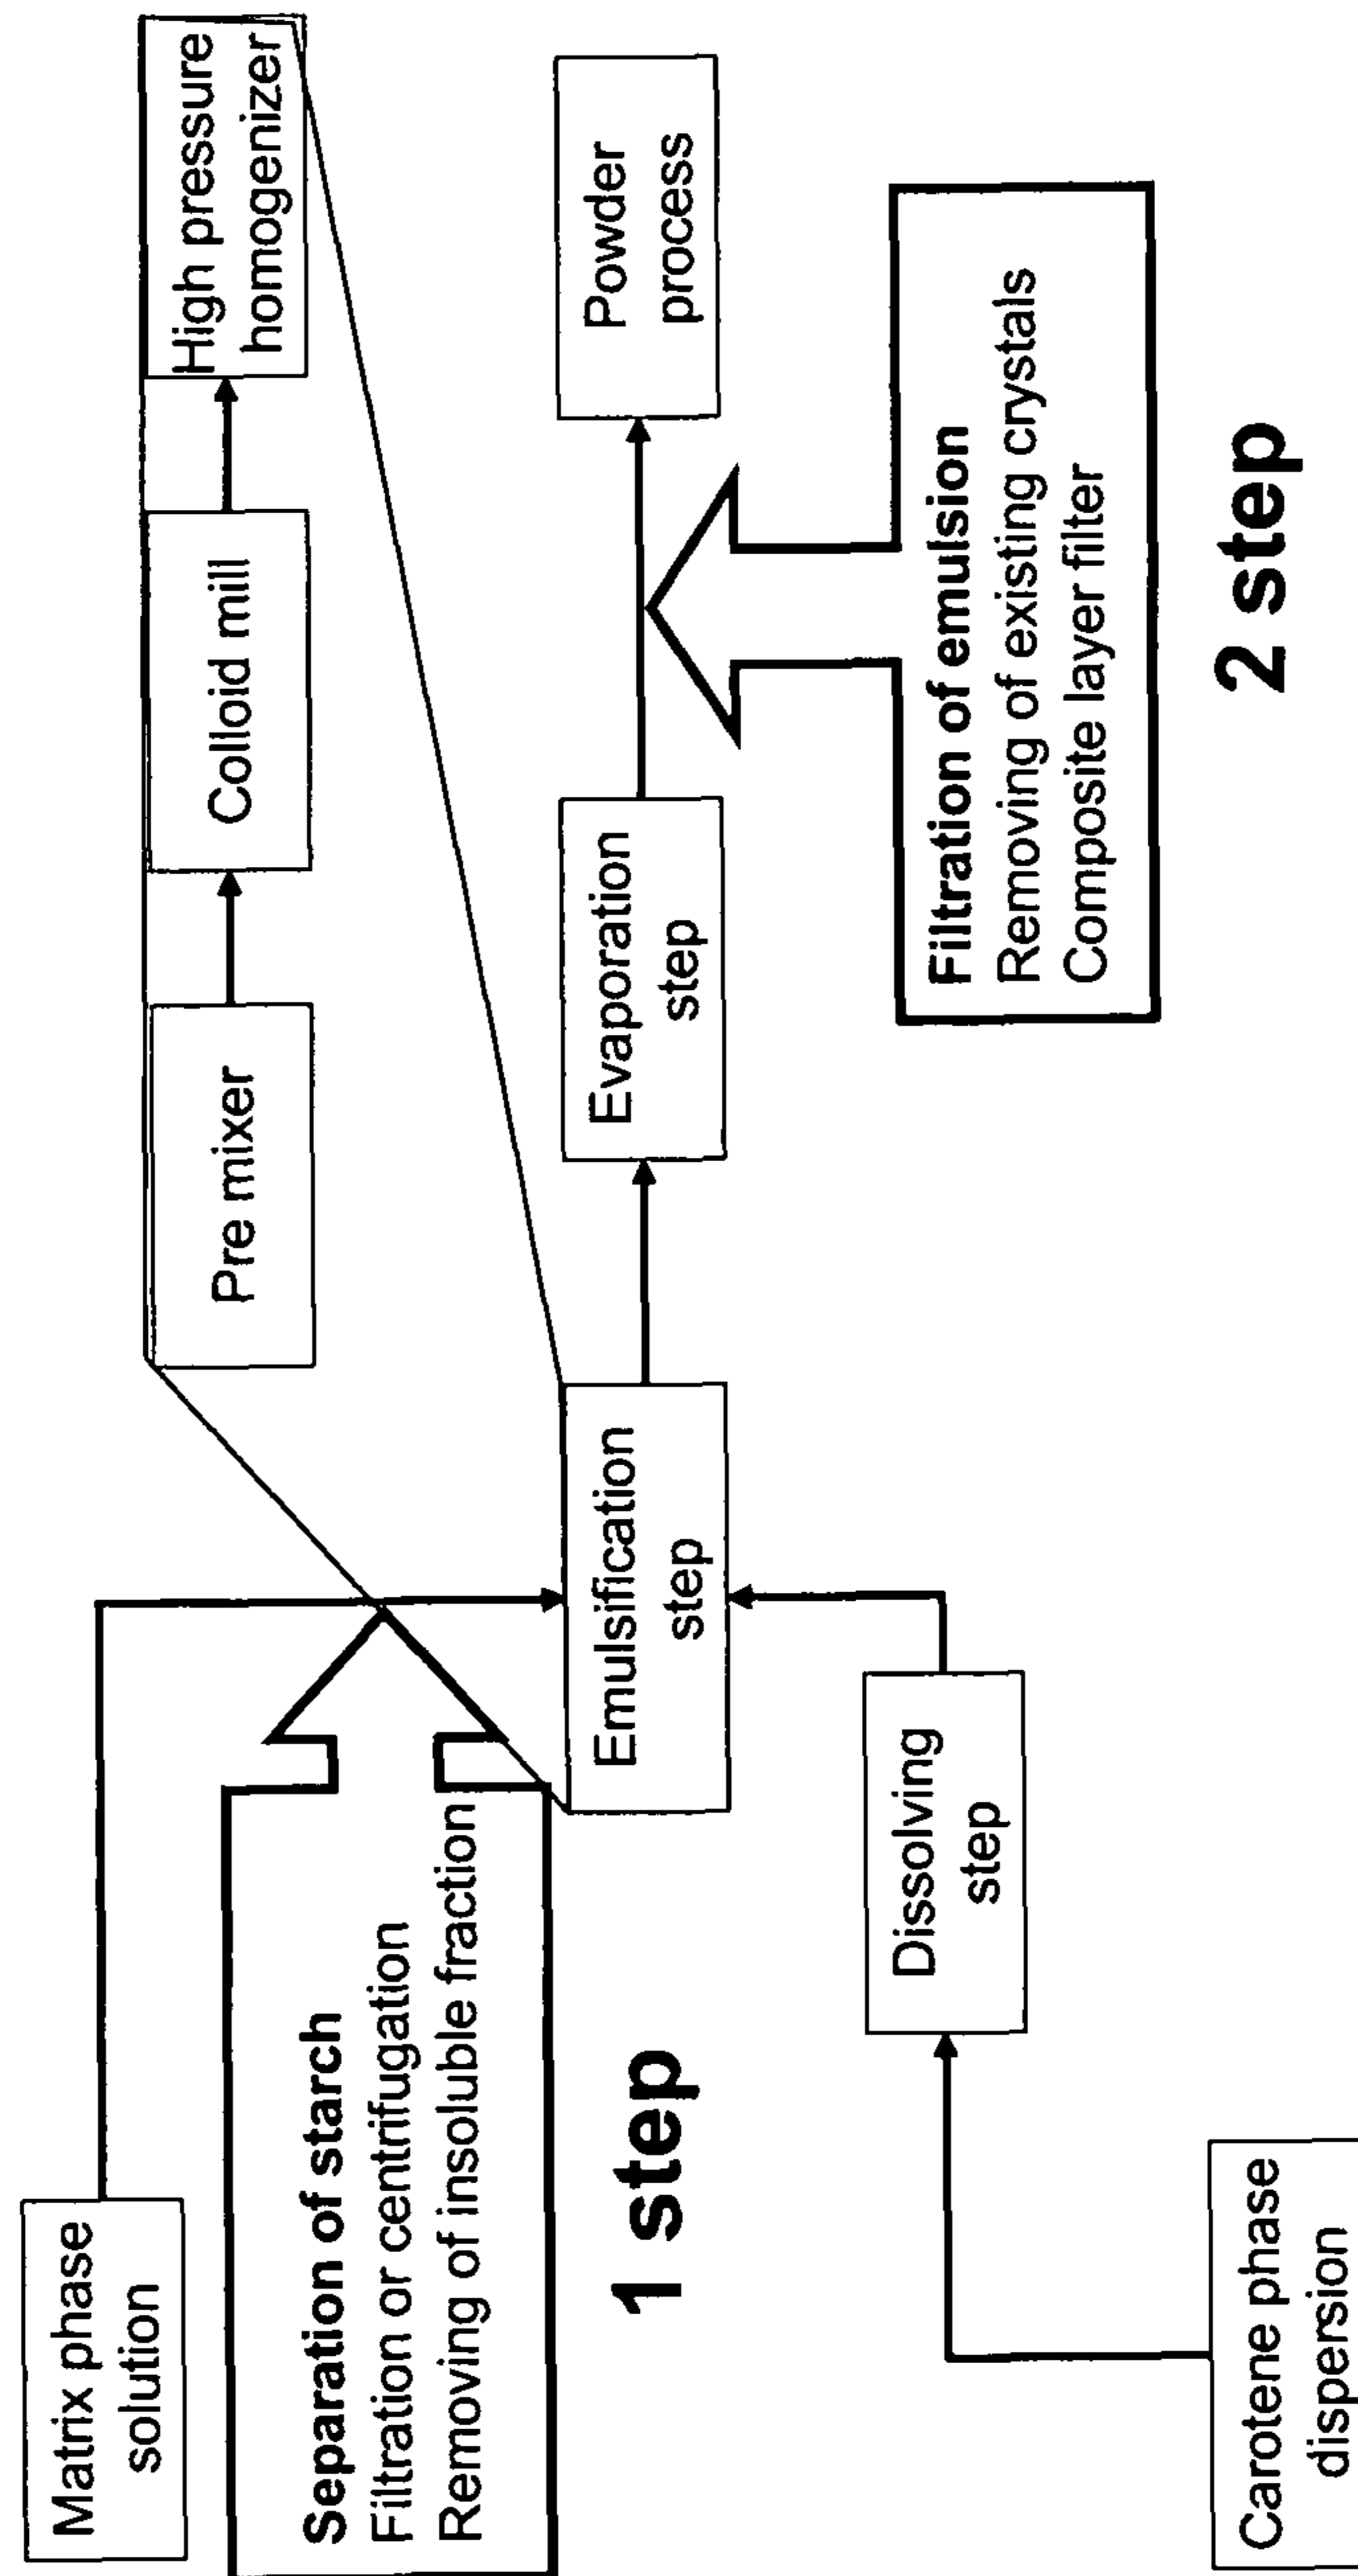 Matrix phase
solution
Separation of starch
Filtration or centrifugation
Removing of insoluble fraction
1 step
Carotene phase
dispersion
Dissolving
step
Emulsification
step
Pre mixer
Colloid mill
High pressure
homogenizer
Evaporation
step
Powder
process
Filtration of emulsion
Removing of existing crystals
Composite layer filter
2 step